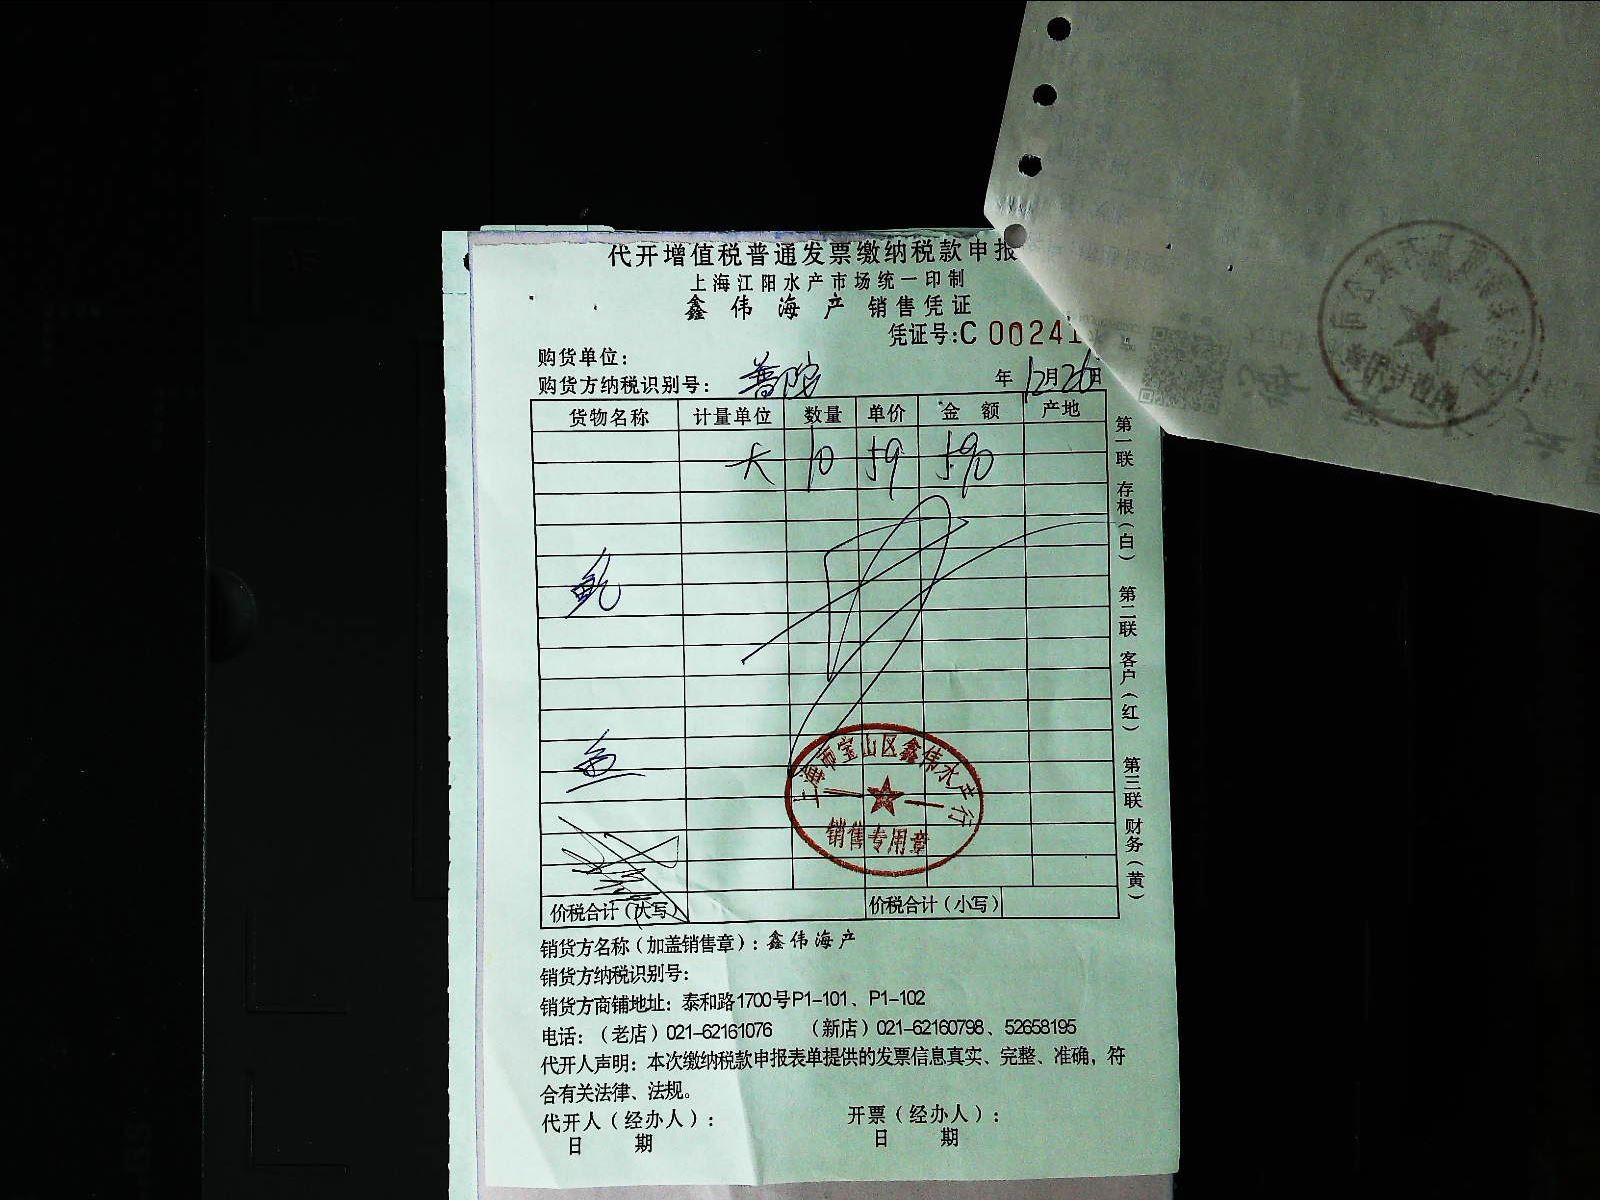 代开增值税普通发票缴纳税款申报
上海江阳水产市场统一印制
鑫伟海产 销售凭证
凭证号:C 00241
购货单位:
购货方纳税识别号: 普陀 年12月26日
货物名称 计量单位 数量 单价 金额 产地
大 10 59 590
价税合计(大写) 价税合计(小写)
上海市宝山区鑫伟水产行
销售专用章
第一联 存根(白) 第二联 客户(红) 第三联 财务(黄)
销货方名称(加盖销售章):鑫伟海产
销货方纳税识别号:
销货方商铺地址: 泰和路1700号P1-101、P1-102
电话:(老店)021-62161076 (新店)021-62160798、52658195
代开人声明:本次缴纳税款申报表单提供的发票信息真实、完整、准确,符
合有关法律、法规。
代开人(经办人): 开票(经办人):
日 期 日 期